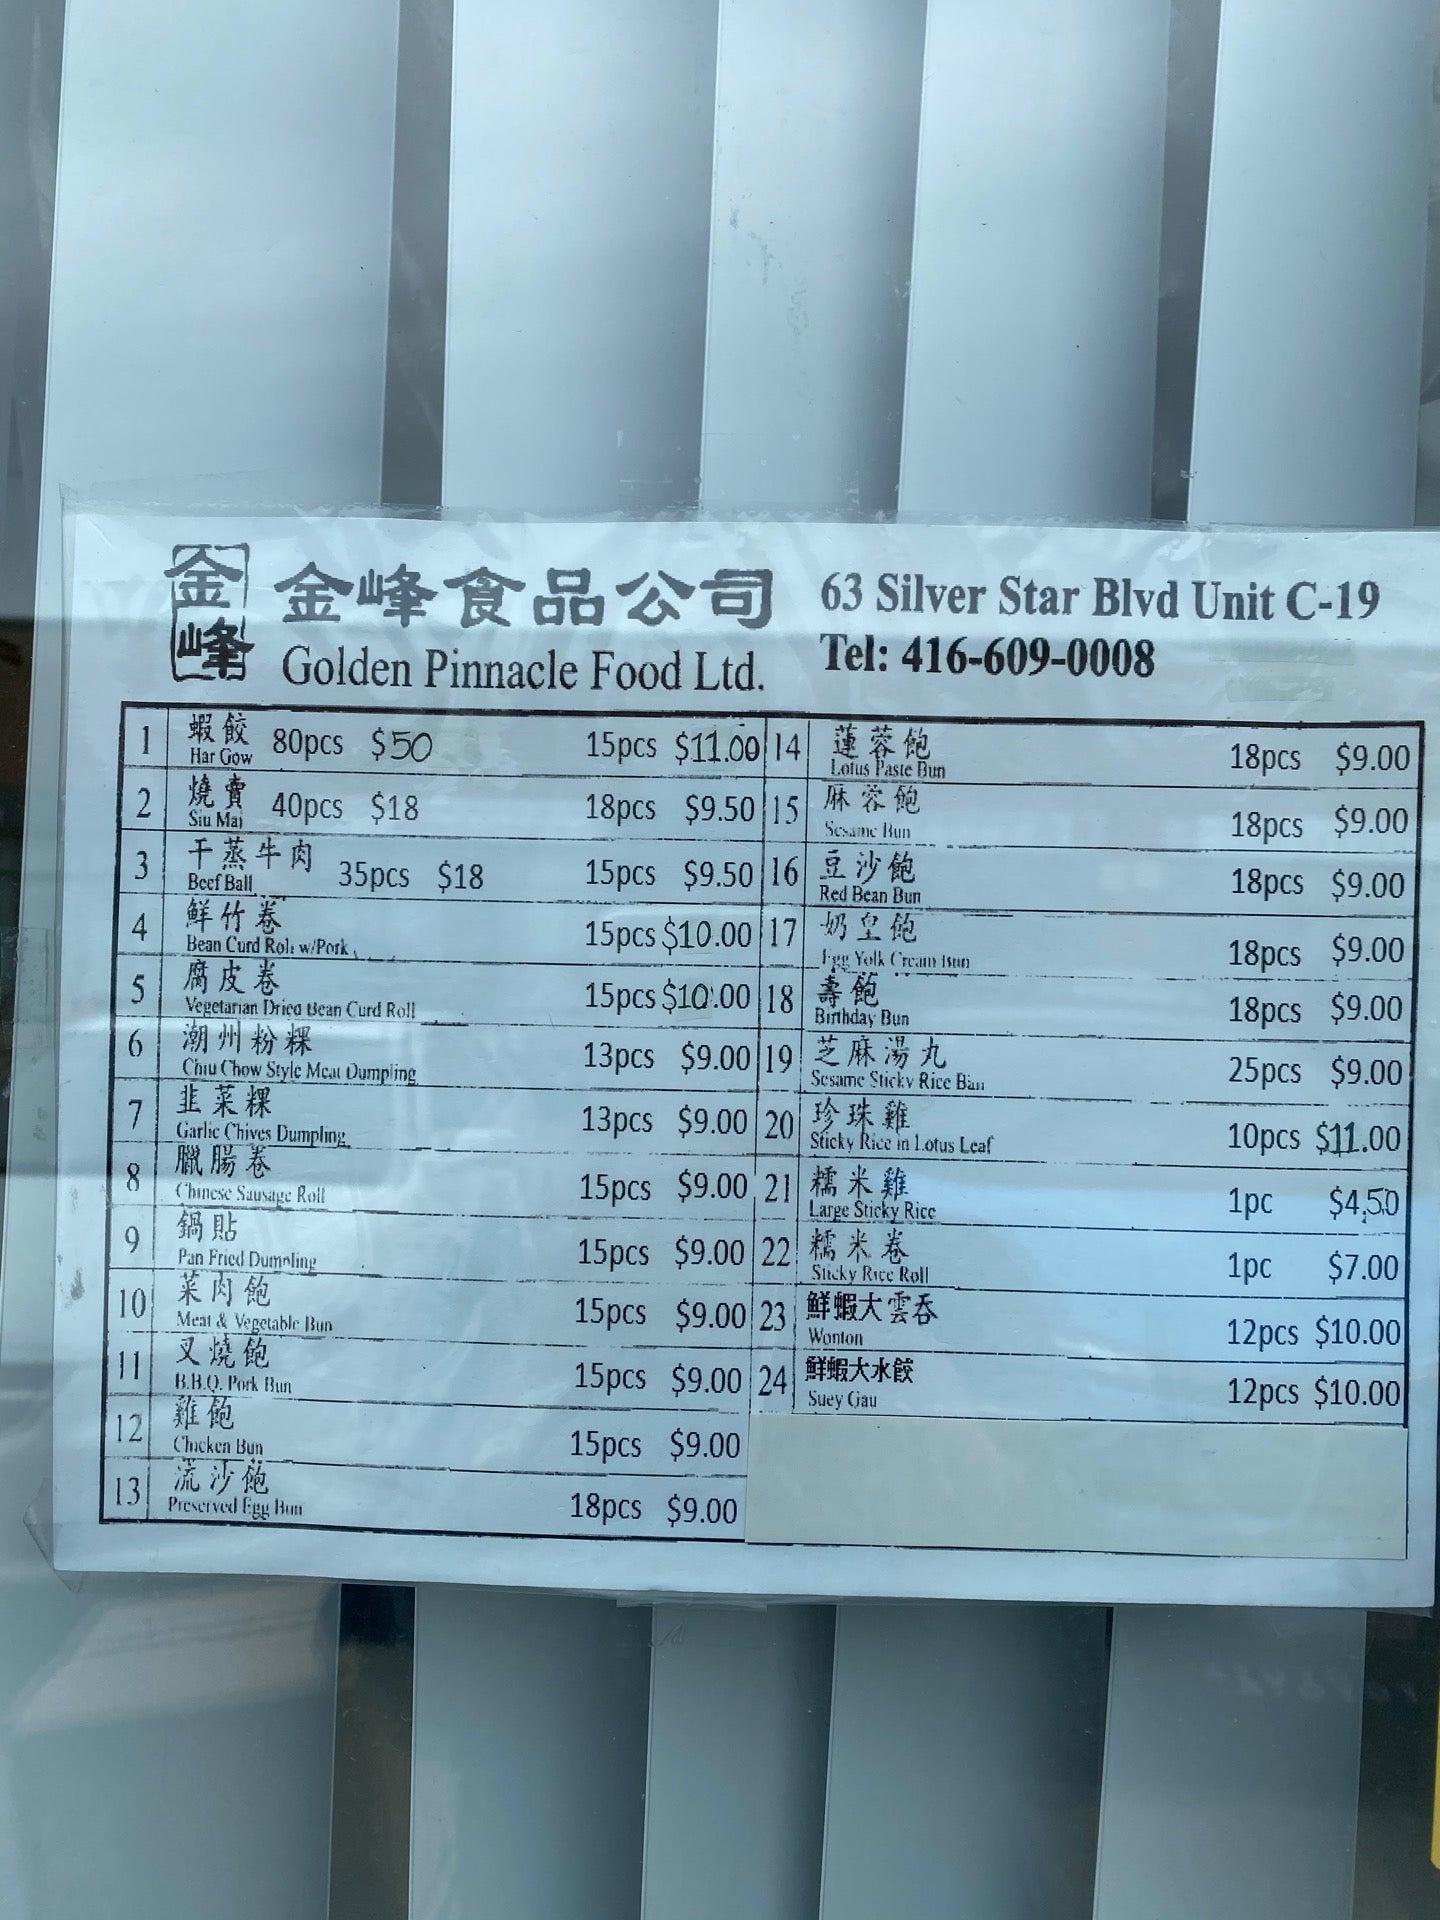 金峰
金峰食品公司
Golden Pinnacle Food Ltd.
63 Silver Star Blvd Unit C-19
Tel: 416-609-0008
1 蝦餃 Har Gow 80pcs $50 15pcs $11.00
2 燒賣 Siu Mai 40pcs $18 18pcs $9.50
3 干蒸牛肉 Beef Ball 35pcs $18 15pcs $9.50
4 鮮竹卷 Bean Curd Roll w/Pork 15pcs $10.00
5 腐皮卷 Vegetarian Dried Bean Curd Roll 15pcs $10.00
6 潮州粉粿 Chiu Chow Style Meat Dumpling 13pcs $9.00
7 韭菜粿 Garlic Chives Dumpling 13pcs $9.00
8 臘腸卷 Chinese Sausage Roll 15pcs $9.00
9 鍋貼 Pan Fried Dumpling 15pcs $9.00
10 菜肉飽 Meat & Vegetable Bun 15pcs $9.00
11 叉燒飽 B.B.Q. Pork Bun 15pcs $9.00
12 雞飽 Chicken Bun 15pcs $9.00
13 流沙飽 Preserved Egg Bun 18pcs $9.00
14 蓮蓉飽 Lotus Paste Bun 18pcs $9.00
15 麻蓉飽 Sesame Bun 18pcs $9.00
16 豆沙飽 Red Bean Bun 18pcs $9.00
17 奶皇飽 Egg Yolk Cream Bun 18pcs $9.00
18 壽飽 Birthday Bun 18pcs $9.00
19 芝麻湯丸 Sesame Sticky Rice Ball 25pcs $9.00
20 珍珠雞 Sticky Rice in Lotus Leaf 10pcs $11.00
21 糯米雞 Large Sticky Rice 1pc $4.50
22 糯米卷 Sticky Rice Roll 1pc $7.00
23 鮮蝦大雲吞 Wonton 12pcs $10.00
24 鮮蝦大水餃 Suey Gau 12pcs $10.00